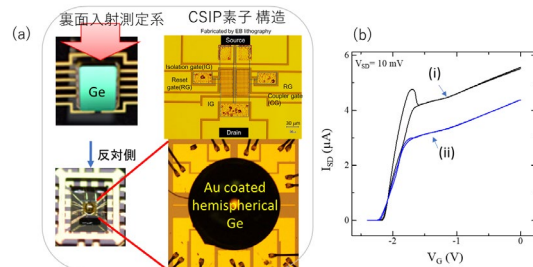 (a)
裏面入射測定系
CSIP素子 構造
Fabricated by EB lithography
Source
Isolation gate(IG)
Reset
gate(RG)
RG
Coupler gate
IG
Drain
30 μm
Ge
反対側
Au coated
hemispherical
Ge
(b)
V_SD= 10 mV
(i)
(ii)
I_SD (μA)
6
4
2
0
-2
-1
0
V_G (V)